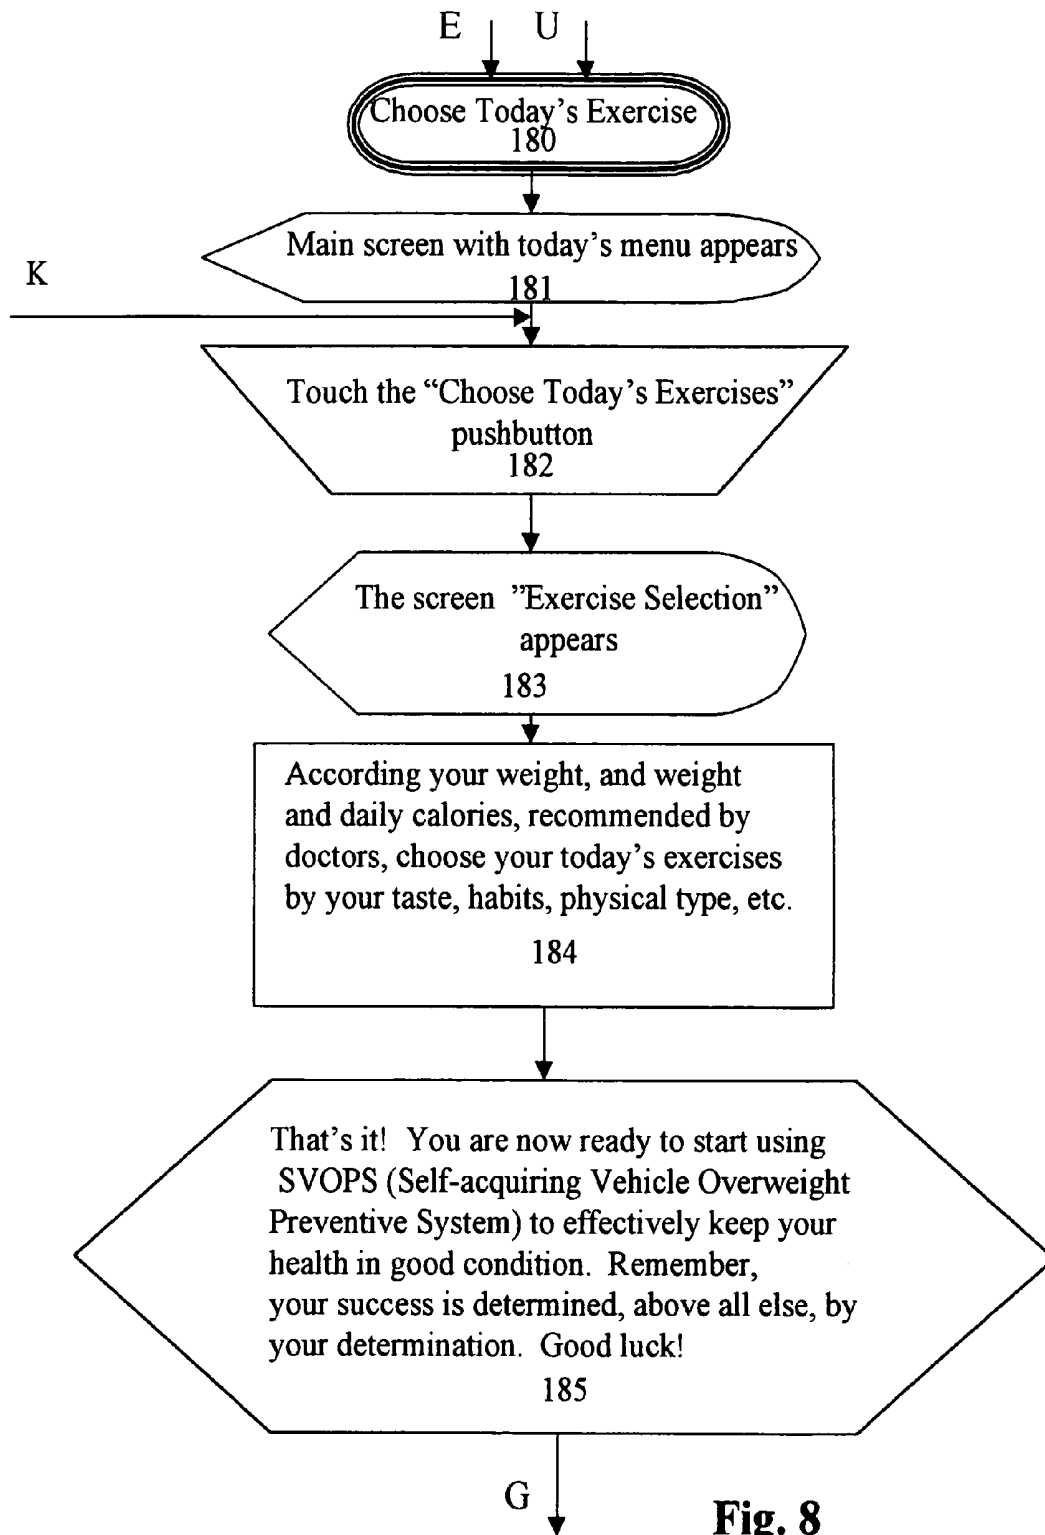 E U
Choose Today's Exercise
180
Main screen with today's menu appears
181
K
Touch the “Choose Today's Exercises”
pushbutton
182
The screen ”Exercise Selection”
appears
183
According your weight, and weight
and daily calories, recommended by
doctors, choose your today's exercises
by your taste, habits, physical type, etc.
184
That's it! You are now ready to start using
SVOPS (Self-acquiring Vehicle Overweight
Preventive System) to effectively keep your
health in good condition. Remember,
your success is determined, above all else, by
your determination. Good luck!
185
G
Fig. 8